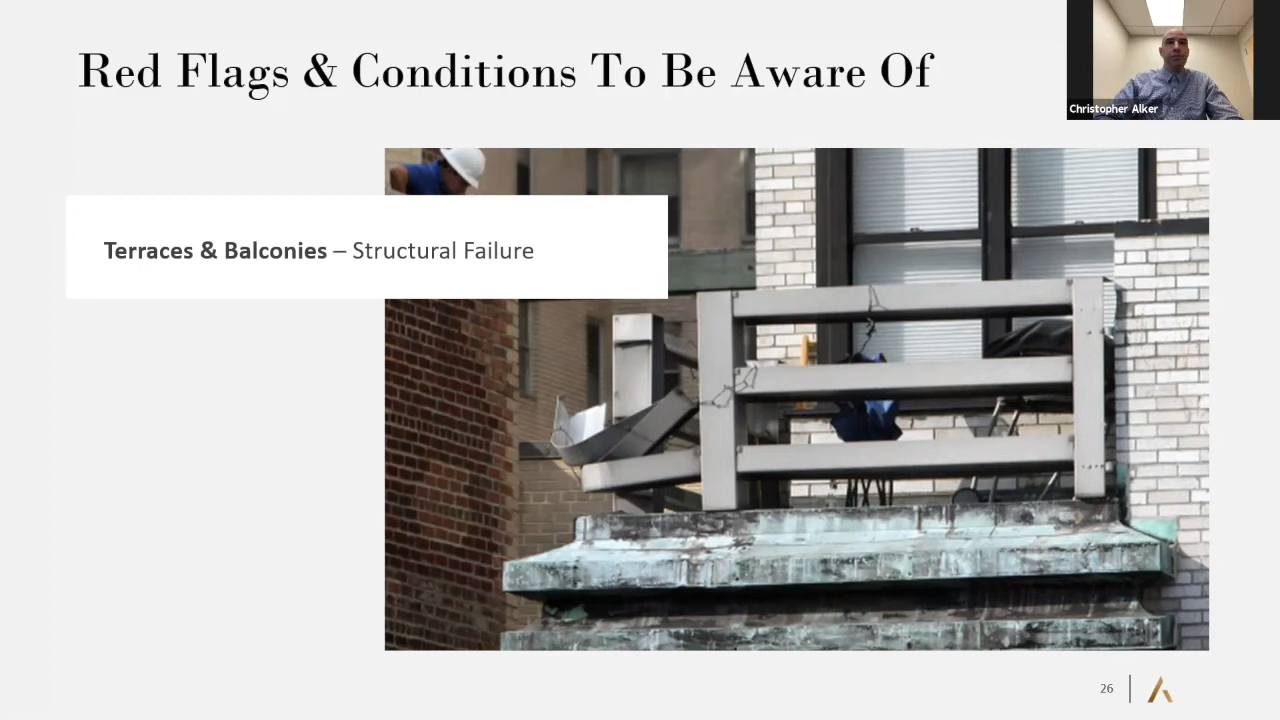 Red Flags & Conditions To Be Aware Of
Christopher Alker
Terraces & Balconies – Structural Failure
26